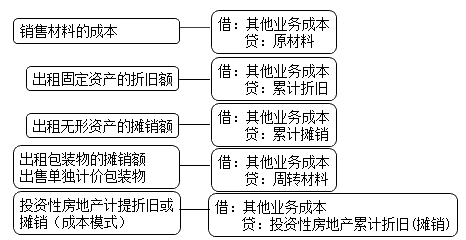 销售材料的成本
借：其他业务成本
贷：原材料
出租固定资产的折旧额
借：其他业务成本
贷：累计折旧
出租无形资产的摊销额
借：其他业务成本
贷：累计摊销
出租包装物的摊销额
出售单独计价包装物
借：其他业务成本
贷：周转材料
投资性房地产计提折旧或
摊销（成本模式）
借：其他业务成本
贷：投资性房地产累计折旧(摊销)